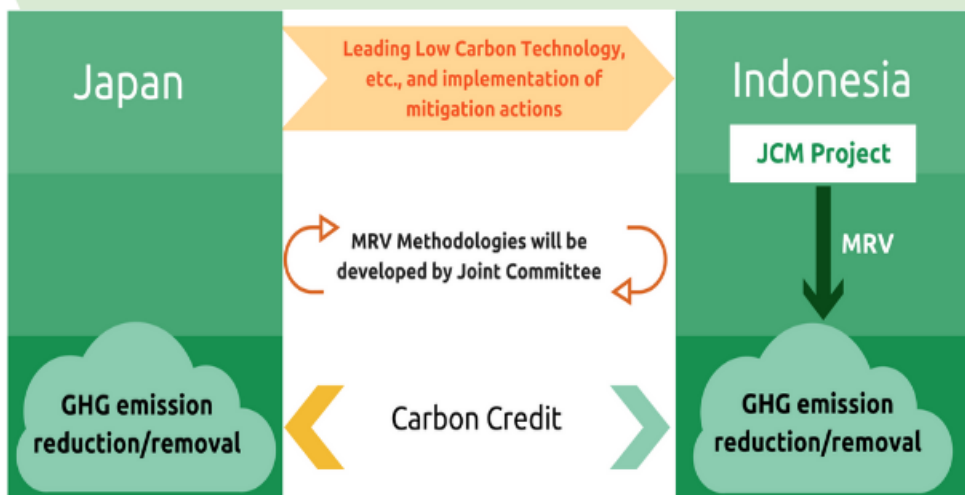 Japan
Leading Low Carbon Technology,
etc., and implementation of
mitigation actions
Indonesia
JCM Project
MRV
MRV Methodologies will be
developed by Joint Committee
GHG emission
reduction/removal
Carbon Credit
GHG emission
reduction/removal